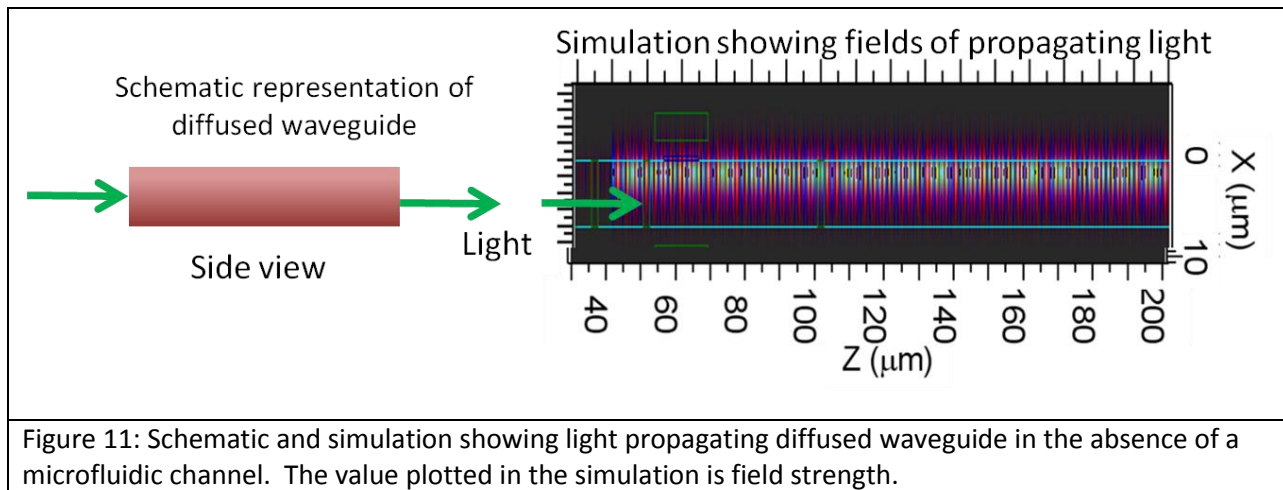 Schematic representation of
diffused waveguide
Side view
Light
Simulation showing fields of propagating light
0
10
X (μm)
40
60
80
100
120
140
160
180
200
Z (μm)
Figure 11: Schematic and simulation showing light propagating diffused waveguide in the absence of a
microfluidic channel.  The value plotted in the simulation is field strength.